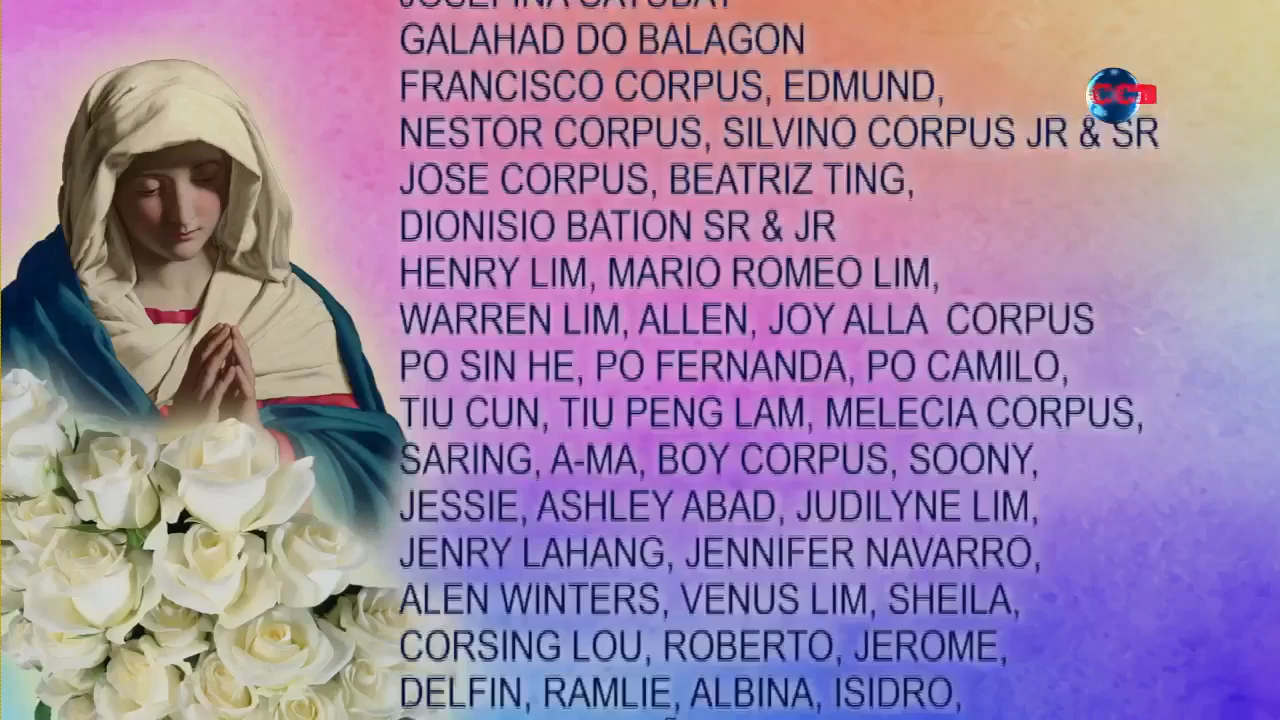 JOSEFINA
GALAHAD DO BALAGON
FRANCISCO CORPUS, EDMUND,
NESTOR CORPUS, SILVINO CORPUS JR & SR
JOSE CORPUS, BEATRIZ TING,
DIONISIO BATION SR & JR
HENRY LIM, MARIO ROMEO LIM,
WARREN LIM, ALLEN, JOY ALLA CORPUS
PO SIN HE, PO FERNANDA, PO CAMILO,
TIU CUN, TIU PENG LAM, MELECIA CORPUS,
SARING, A-MA, BOY CORPUS, SOONY,
JESSIE, ASHLEY ABAD, JUDILYNE LIM,
JENRY LAHANG, JENNIFER NAVARRO,
ALEN WINTERS, VENUS LIM, SHEILA,
CORSING LOU, ROBERTO, JEROME,
DELFIN, RAMLIE, ALBINA, ISIDRO,